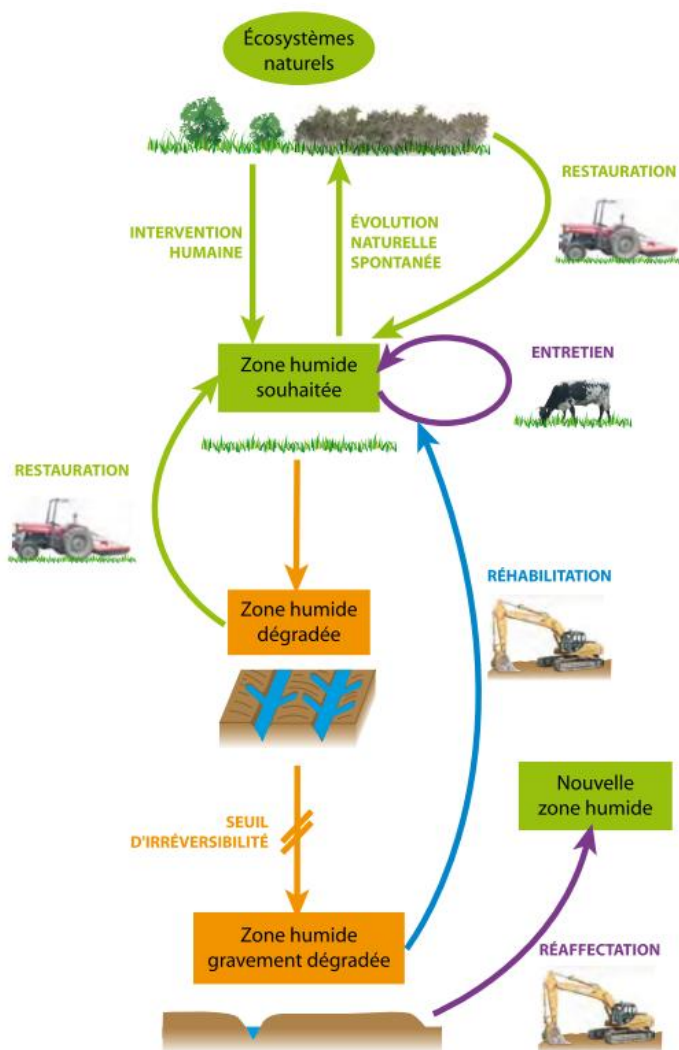 Écosystèmes
naturels
RESTAURATION
INTERVENTION
HUMAINE
ÉVOLUTION
NATURELLE
SPONTANÉE
Zone humide
souhaitée
ENTRETIEN
RESTAURATION
Zone humide
dégradée
RÉHABILITATION
Nouvelle
zone humide
SEUIL
D'IRRÉVERSIBILITÉ
Zone humide
gravement dégradée
RÉAFFECTATION